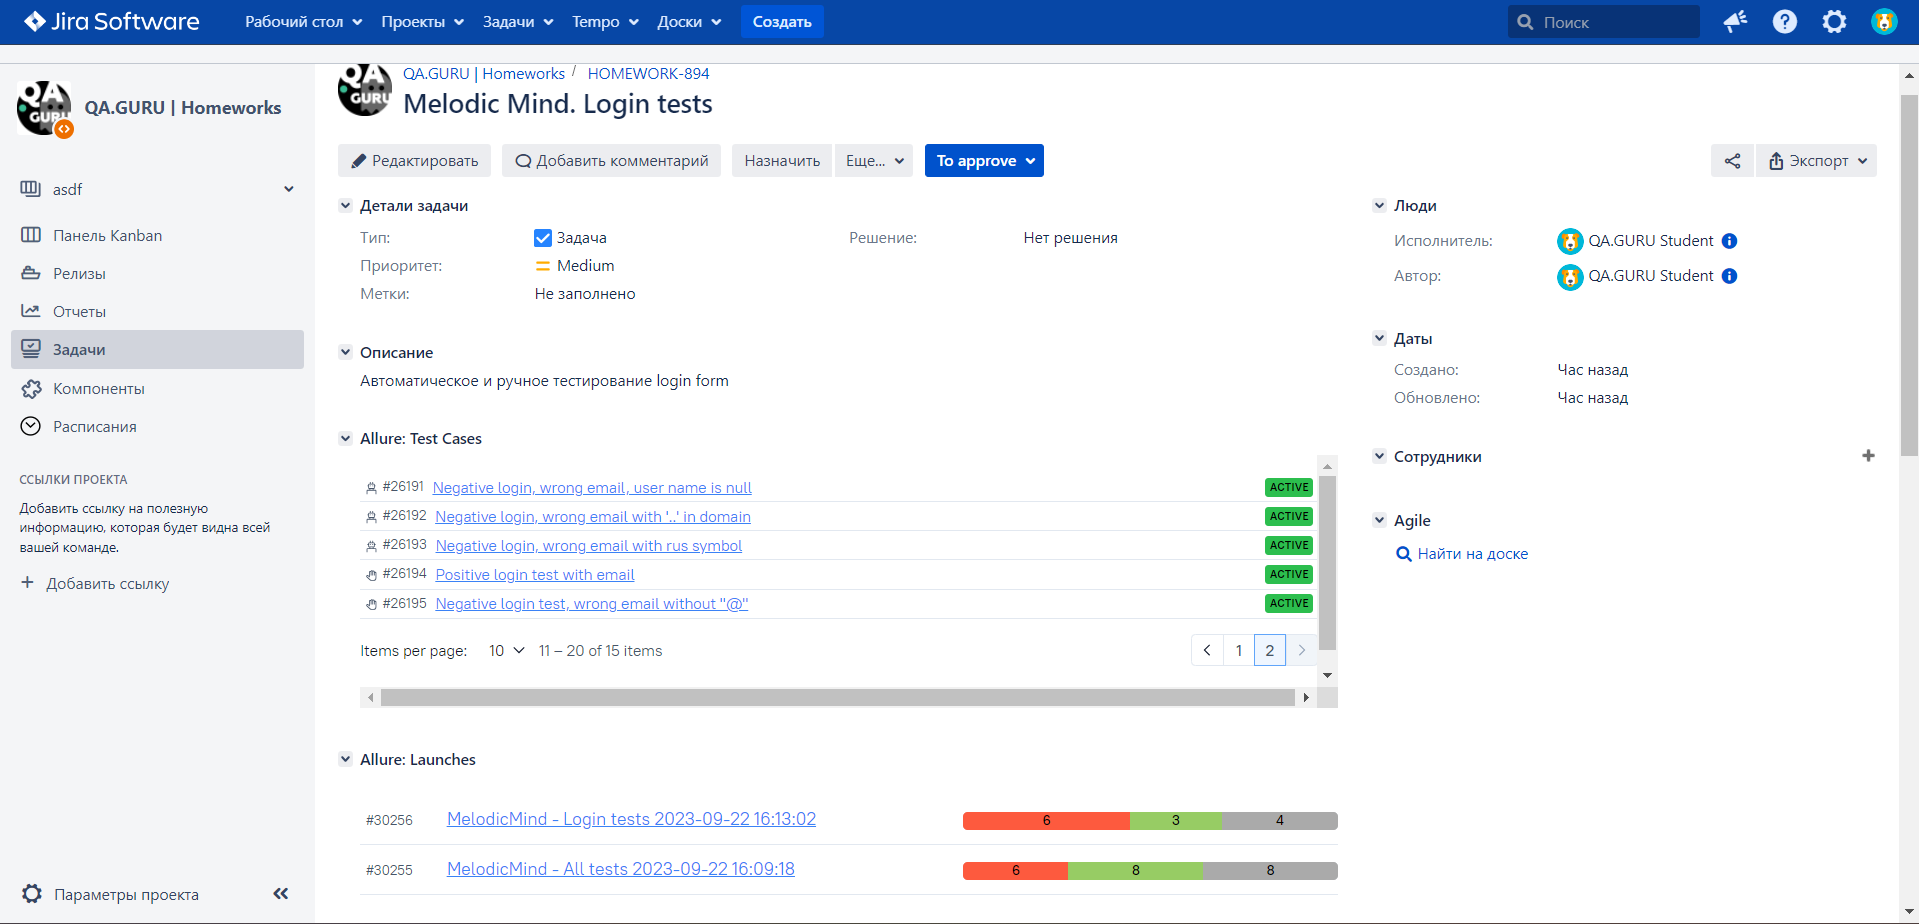 Jira Software Рабочий стол Проекты Задачи Tempo Доски Создать Поиск
QA GURU
QA.GURU | Homeworks
asdf
Панель Kanban
Релизы
Отчеты
Задачи
Компоненты
Расписания
ССЫЛКИ ПРОЕКТА
Добавить ссылку на полезную
информацию, которая будет видна всей
вашей команде.
+ Добавить ссылку
Параметры проекта
QA GURU
QA.GURU | Homeworks / HOMEWORK-894
Melodic Mind. Login tests
Редактировать Добавить комментарий Назначить Еще... To approve Экспорт
Детали задачи
Тип: Задача Решение: Нет решения
Приоритет: Medium
Метки: Не заполнено
Описание
Автоматическое и ручное тестирование login form
Allure: Test Cases
#26191 Negative login, wrong email, user name is null ACTIVE
#26192 Negative login, wrong email with '..' in domain ACTIVE
#26193 Negative login, wrong email with rus symbol ACTIVE
#26194 Positive login test with email ACTIVE
#26195 Negative login test, wrong email without "@" ACTIVE
Items per page: 10 11 – 20 of 15 items 1 2
Allure: Launches
#30256 MelodicMind - Login tests 2023-09-22 16:13:02 6 3 4
#30255 MelodicMind - All tests 2023-09-22 16:09:18 6 8 8
Люди
Исполнитель: QA.GURU Student
Автор: QA.GURU Student
Даты
Создано: Час назад
Обновлено: Час назад
Сотрудники +
Agile
Найти на доске